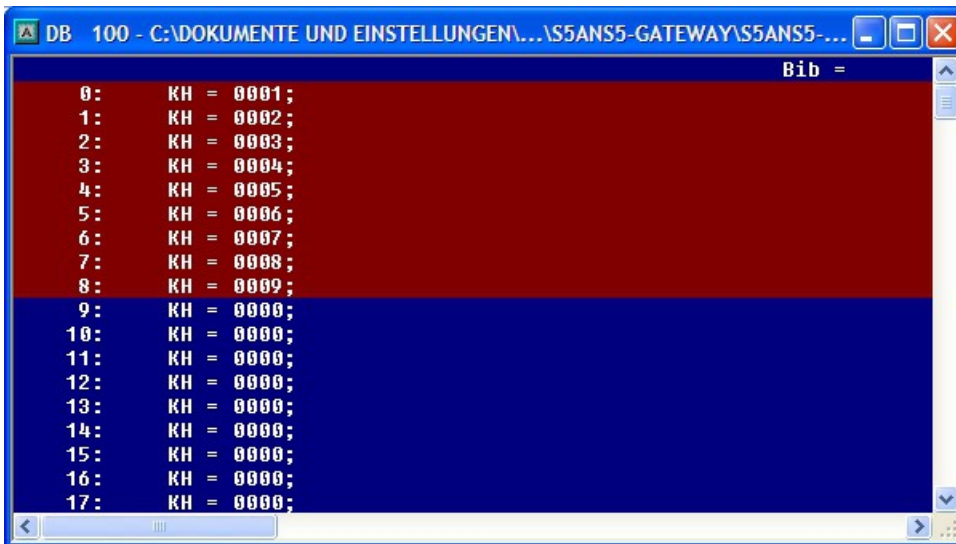 DB 100 - C:\DOKUMENTE UND EINSTELLUNGEN\...\S5ANS5-GATEWAY\S5ANS5-...
Bib =
0: KH = 0001;
1: KH = 0002;
2: KH = 0003;
3: KH = 0004;
4: KH = 0005;
5: KH = 0006;
6: KH = 0007;
7: KH = 0008;
8: KH = 0009;
9: KH = 0000;
10: KH = 0000;
11: KH = 0000;
12: KH = 0000;
13: KH = 0000;
14: KH = 0000;
15: KH = 0000;
16: KH = 0000;
17: KH = 0000;